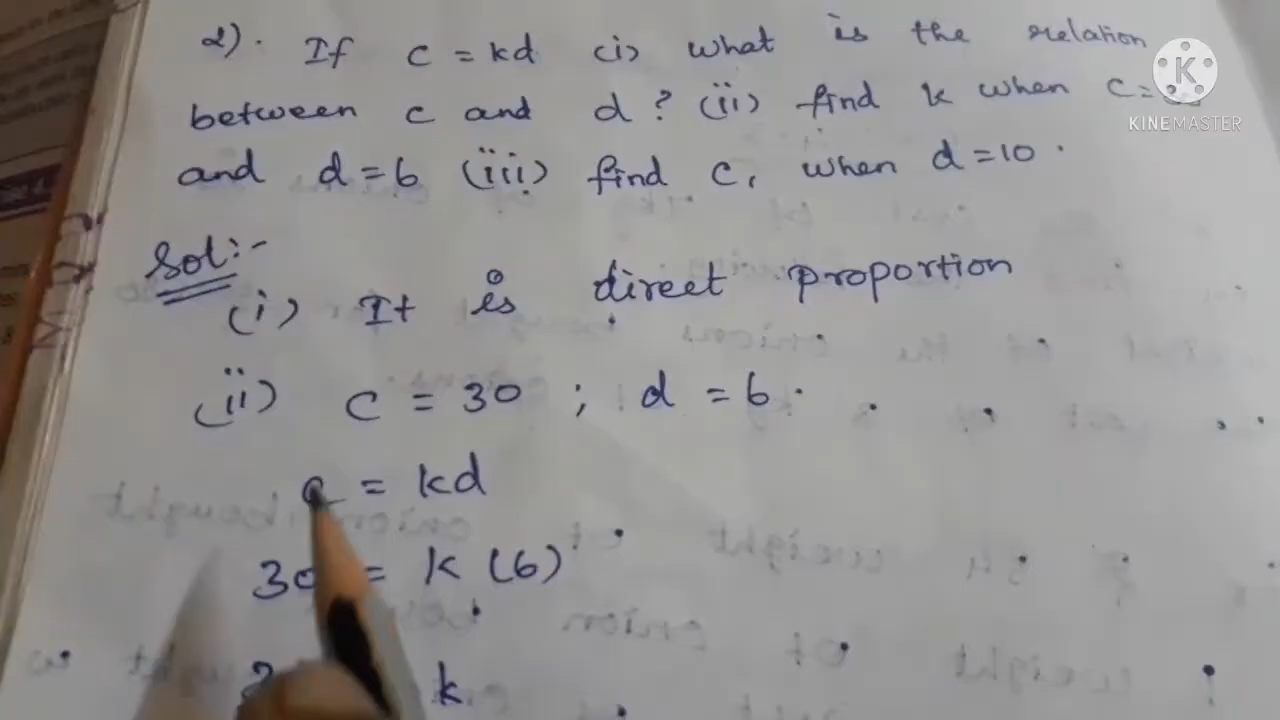 2). If c = kd (i) what is the relation
between c and d ? (ii) find k when c =
and d = 6 (iii) find c, when d = 10 .
Sol:-
(i) It is direct proportion
(ii) c = 30 ; d = 6 .
c = kd
30 = k (6)
k
K
KINEMASTER